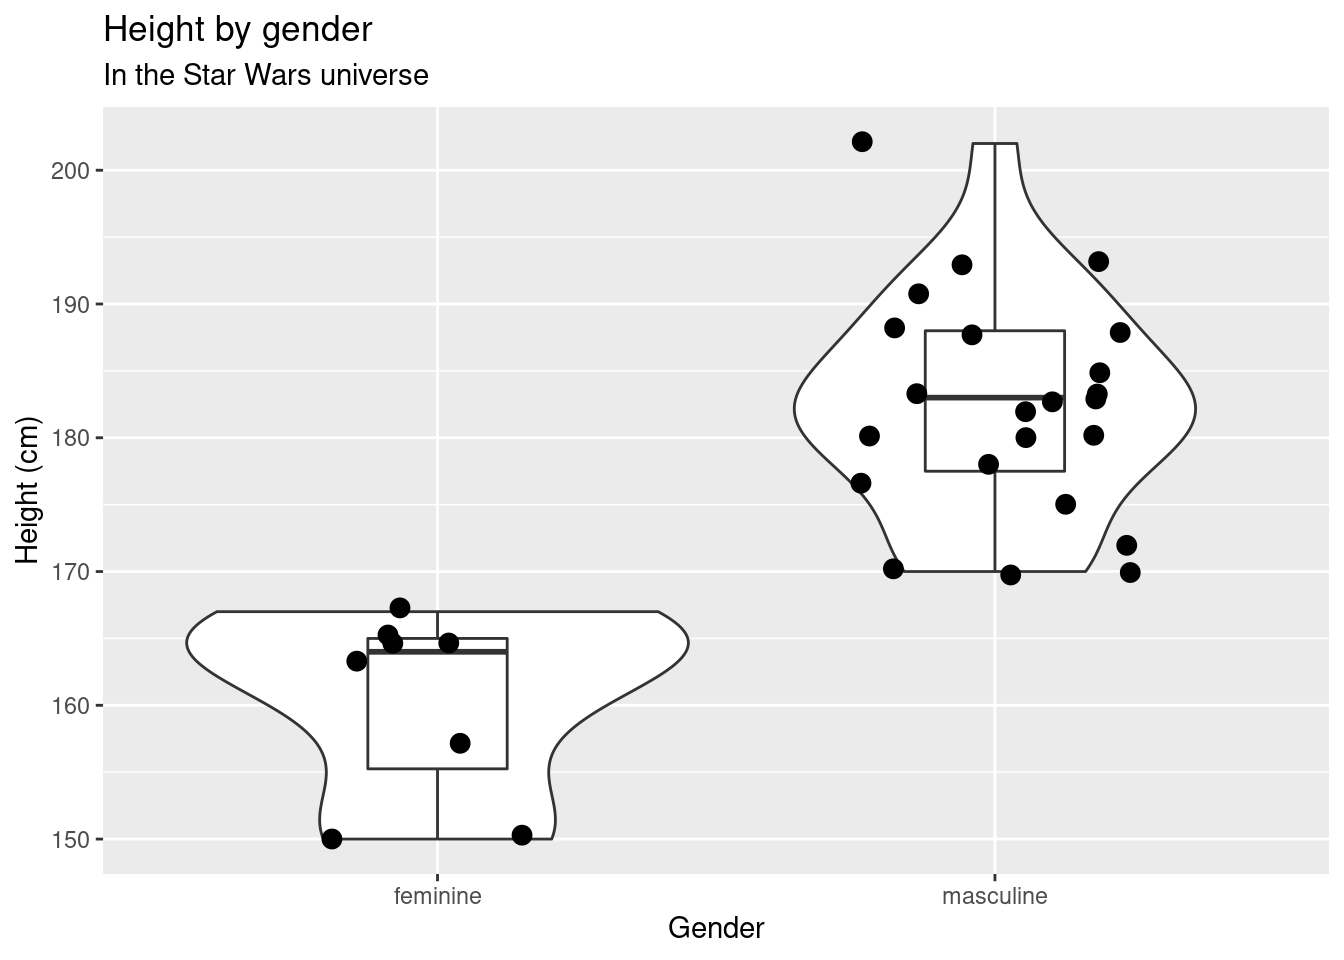 Height by gender
In the Star Wars universe
200
190
180
170
160
150
Height (cm)
feminine
masculine
Gender